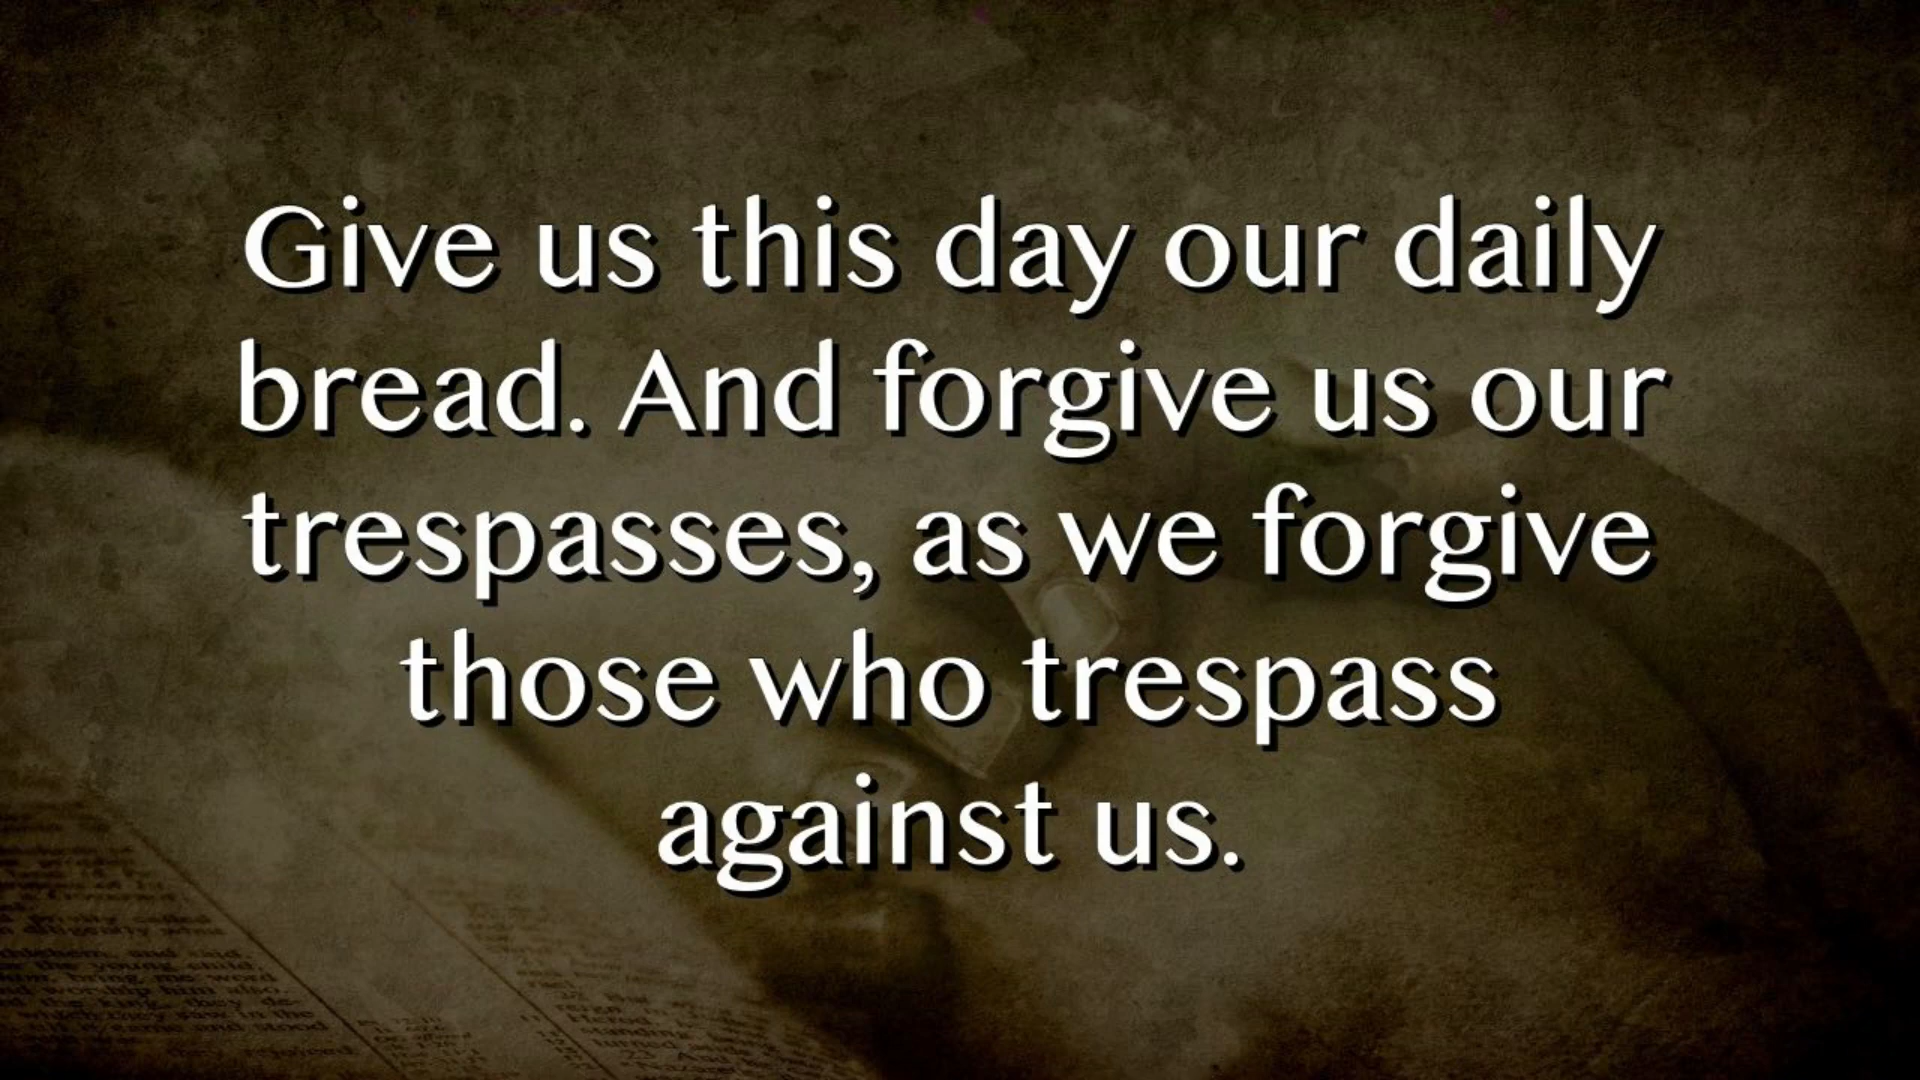 Give us this day our daily
bread. And forgive us our
trespasses, as we forgive
those who trespass
against us.